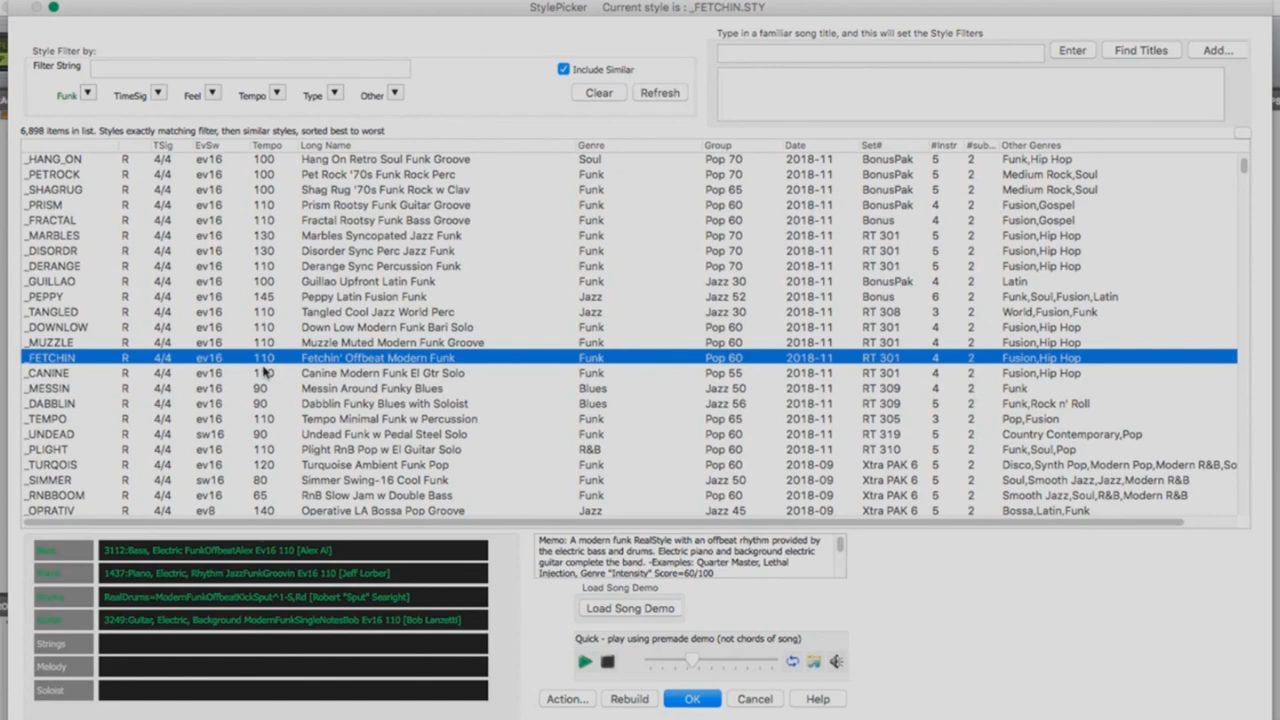 StylePicker Current style is : _FETCHIN.STY
Type in a familiar song title, and this will set the Style Filters
Style Filter by:
Filter String
Include Similar
Enter Find Titles Add...
Funk TimeSig Feel Tempo Type Other Clear Refresh
6,898 items in list. Styles exactly matching filter, then similar styles, sorted best to worst
TSig EvSw Tempo Long Name Genre Group Date Set# #Instr #sub... Other Genres
_HANG_ON R 4/4 ev16 100 Hang On Retro Soul Funk Groove Soul Pop 70 2018-11 BonusPak 5 2 Funk,Hip Hop
_PETROCK R 4/4 ev16 100 Pet Rock '70s Funk Rock Perc Funk Pop 70 2018-11 BonusPak 5 2 Medium Rock,Soul
_SHAGRUG R 4/4 ev16 100 Shag Rug '70s Funk Rock w Clav Funk Pop 65 2018-11 BonusPak 5 2 Medium Rock,Soul
_PRISM R 4/4 ev16 110 Prism Rootsy Funk Guitar Groove Funk Pop 70 2018-11 BonusPak 4 2 Fusion,Gospel
_FRACTAL R 4/4 ev16 110 Fractal Rootsy Funk Bass Groove Funk Pop 70 2018-11 Bonus 4 2 Fusion,Gospel
_MARBLES R 4/4 ev16 130 Marbles Syncopated Jazz Funk Funk Pop 70 2018-11 RT 301 4 2 Fusion,Hip Hop
_DISORDR R 4/4 ev16 130 Disorder Sync Perc Jazz Funk Funk Pop 70 2018-11 RT 301 4 2 Fusion,Hip Hop
_DERANGE R 4/4 ev16 110 Derange Sync Percussion Funk Funk Pop 70 2018-11 RT 301 4 2 Fusion,Hip Hop
_GUILLAO R 4/4 ev16 100 Guillao Upfront Latin Funk Funk Jazz 30 2018-11 BonusPak 4 2 Latin
_PEPPY R 4/4 ev16 145 Peppy Latin Fusion Funk Jazz Jazz 52 2018-11 Bonus 6 2 Funk,Soul,Fusion,Latin
_TANGLED R 4/4 ev16 110 Tangled Cool Jazz World Perc Jazz Jazz 30 2018-11 RT 308 3 2 World,Fusion,Funk
_DOWNLOW R 4/4 ev16 110 Down Low Modern Funk Bari Solo Funk Pop 60 2018-11 RT 301 4 2 Fusion,Hip Hop
_MUZZLE R 4/4 ev16 110 Muzzle Muted Modern Funk Groove Funk Pop 60 2018-11 RT 301 4 2 Fusion,Hip Hop
_FETCHIN R 4/4 ev16 110 Fetchin' Offbeat Modern Funk Funk Pop 60 2018-11 RT 301 4 2 Fusion,Hip Hop
_CANINE R 4/4 ev16 Canine Modern Funk El Gtr Solo Funk Pop 55 2018-11 RT 301 4 2 Fusion,Hip Hop
_MESSIN R 4/4 ev16 90 Messin Around Funky Blues Blues Jazz 50 2018-11 RT 309 4 2 Funk
_DABBLIN R 4/4 ev16 90 Dabblin Funky Blues with Soloist Blues Jazz 56 2018-11 RT 309 5 2 Funk,Rock n' Roll
_TEMPO R 4/4 ev16 110 Tempo Minimal Funk w Percussion Funk Pop 65 2018-11 RT 305 3 2 Pop,Fusion
_UNDEAD R 4/4 sw16 90 Undead Funk w Pedal Steel Solo Funk Pop 60 2018-11 RT 319 5 2 Country Contemporary,Pop
_PLIGHT R 4/4 ev16 110 Plight RnB Pop w El Guitar Solo R&B Pop 60 2018-11 RT 310 5 2 Funk,Soul,Pop
_TURQOIS R 4/4 ev16 120 Turquoise Ambient Funk Pop Funk Pop 60 2018-09 Xtra PAK 6 5 2 Disco,Synth Pop,Modern Pop,Modern R&B,So
_SIMMER R 4/4 sw16 80 Simmer Swing-16 Cool Funk Funk Jazz 50 2018-09 Xtra PAK 6 5 2 Soul,Smooth Jazz,Jazz,Modern R&B
_RNBBOOM R 4/4 ev16 65 RnB Slow Jam w Double Bass Funk Pop 60 2018-09 Xtra PAK 6 5 2 Smooth Jazz,Soul,R&B,Modern R&B
_OPRATIV R 4/4 ev8 140 Operative LA Bossa Pop Groove Jazz Jazz 45 2018-09 Xtra PAK 6 5 2 Bossa,Latin,Funk
3112:Bass, Electric FunkOffbeatAlex Ev16 110 [Alex Al]
1437:Piano, Electric, Rhythm JazzFunkGroovin Ev16 110 [Jeff Lorber]
RealDrums=ModernFunkOffbeatKickSput^1-S,Rd [Robert "Sput" Searight]
3249:Guitar, Electric, Background ModernFunkSingleNotesBob Ev16 110 [Bob Lanzetti]
Strings
Melody
Soloist
Memo: A modern funk RealStyle with an offbeat rhythm provided by
the electric bass and drums. Electric piano and background electric
guitar complete the band. -Examples: Quarter Master, Lethal
Injection, Genre "Intensity" Score=60/100
Load Song Demo
Load Song Demo
Quick - play using premade demo (not chords of song)
Action... Rebuild OK Cancel Help